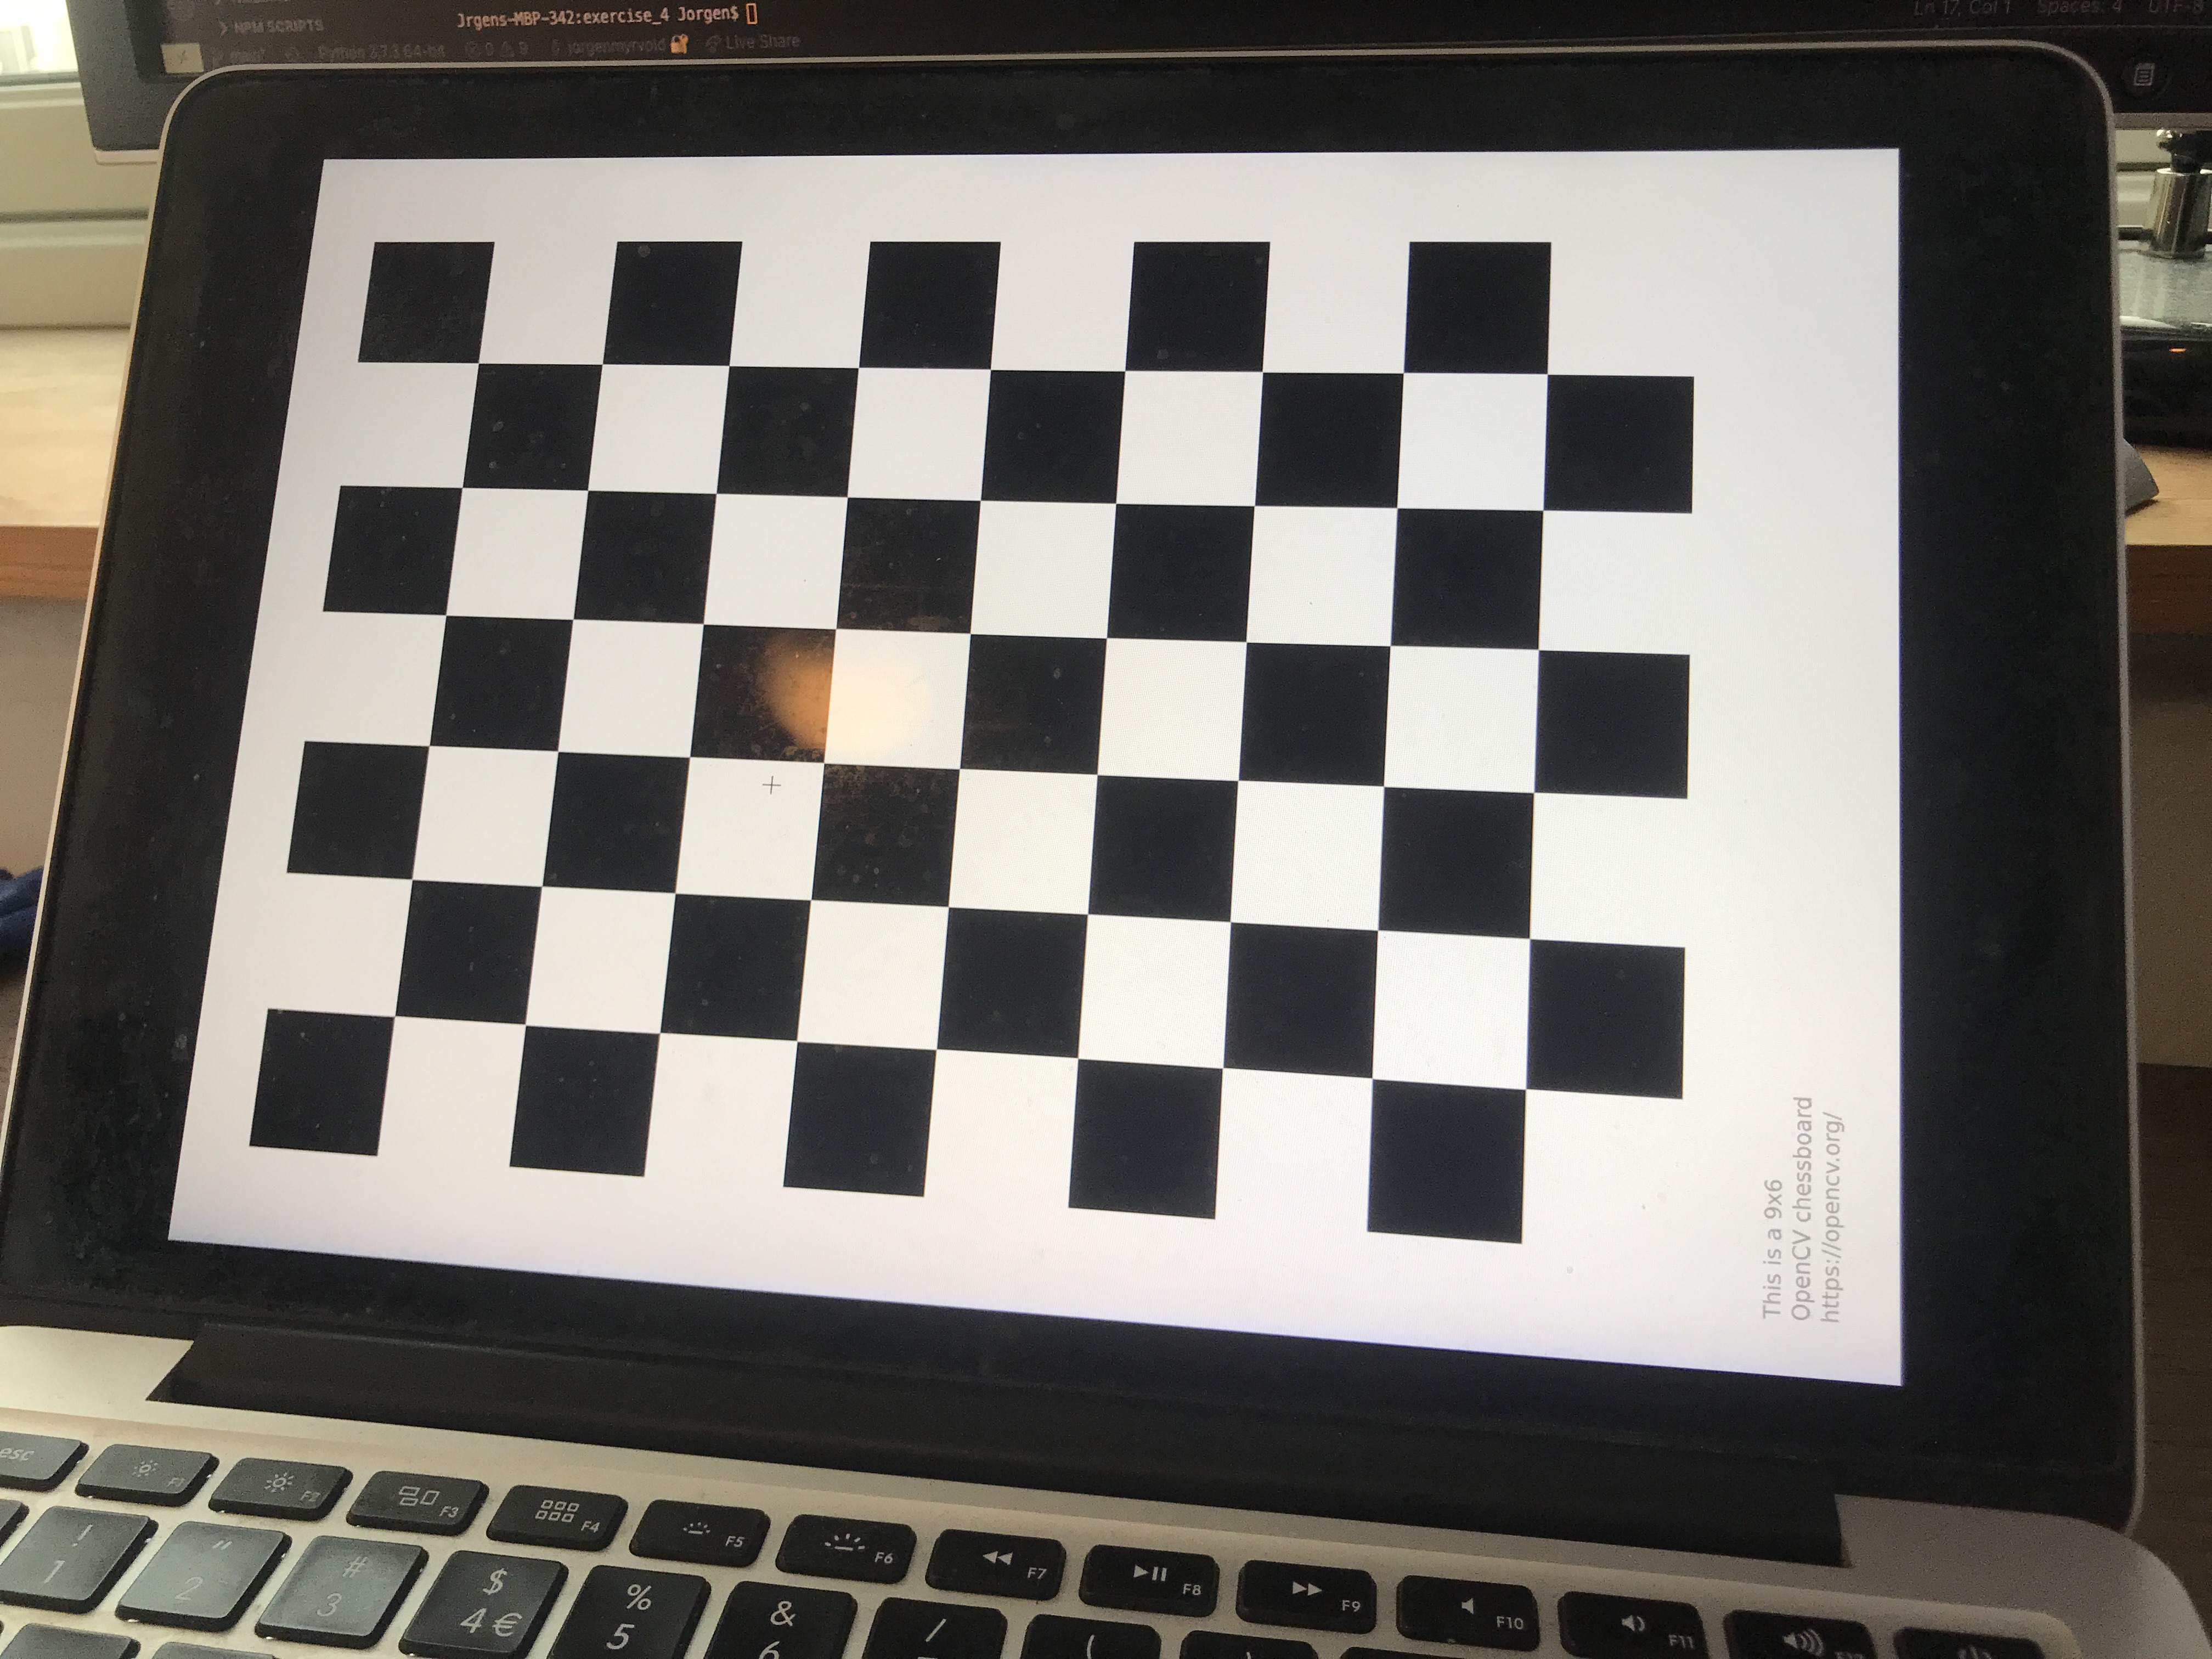 NPM SCRIPTS
Jrgens-MBP-342:exercise_4 Jorgen$
Ln 17, Col 1 Spaces: 4 UTF-8
main* Python 3.7.3 64-bit 0 9 jorgenmyrvold Live Share
This is a 9x6
OpenCV chessboard
https://opencv.org/
esc F1 F2 F3 F4 F5 F6 F7 F8 F9 F10 F11
! " # $ % & / (
1 2 3 4 € 5 6